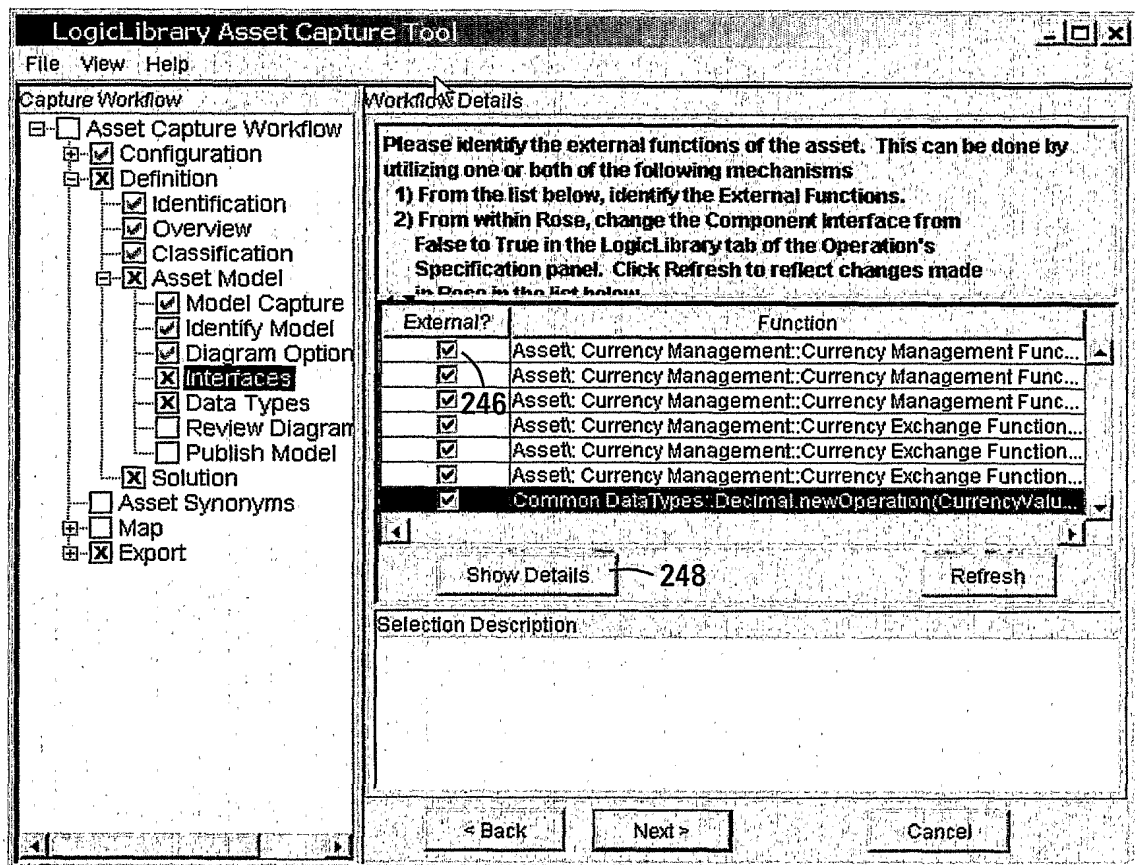 LogicLibrary Asset Capture Tool
File View Help
Capture Workflow
Asset Capture Workflow
Configuration
Definition
Identification
Overview
Classification
Asset Model
Model Capture
Identify Model
Diagram Option
Interfaces
Data Types
Review Diagram
Publish Model
Solution
Asset Synonyms
Map
Export
Workflow Details
Please identify the external functions of the asset. This can be done by
utilizing one or both of the following mechanisms
1) From the list below, identify the External Functions.
2) From within Rose, change the Component Interface from
False to True in the LogicLibrary tab of the Operation's
Specification panel. Click Refresh to reflect changes made
in Rose in the list below
External? Function
Asset\: Currency Management::Currency Management Func...
Asset\: Currency Management::Currency Management Func...
246 Asset\: Currency Management::Currency Management Func...
Asset\: Currency Management::Currency Exchange Function...
Asset\: Currency Management::Currency Exchange Function...
Asset\: Currency Management::Currency Exchange Function...
Common DataTypes::Decimal.newOperation(CurrencyValu...
Show Details 248 Refresh
Selection Description
< Back Next > Cancel